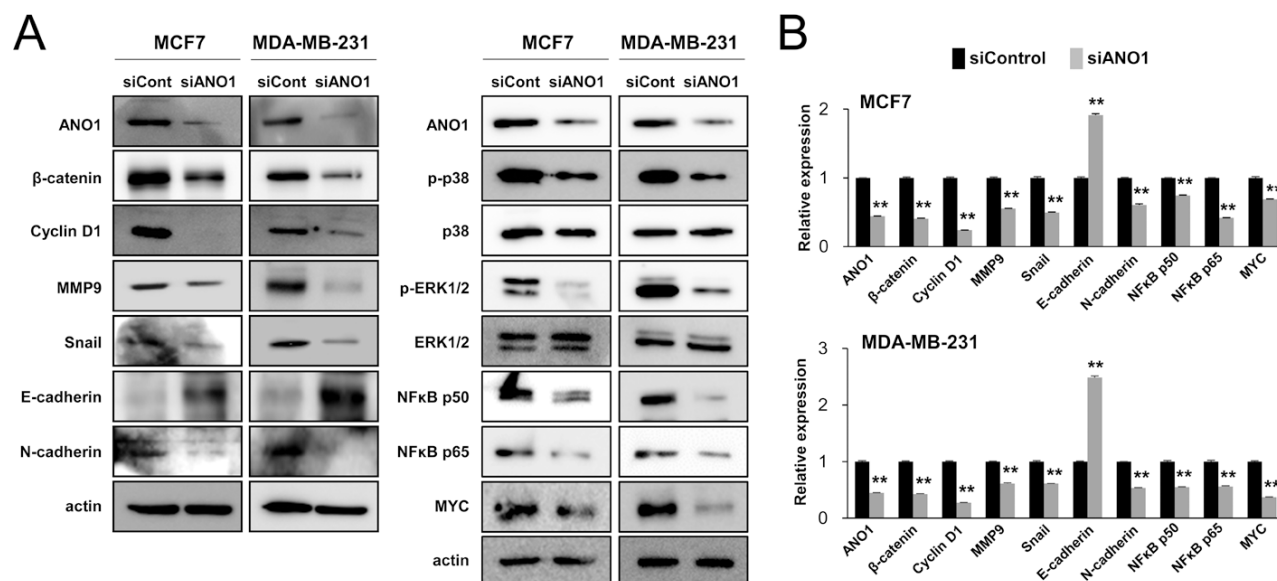 A
MCF7 MDA-MB-231
siCont siANO1 siCont siANO1
ANO1
β-catenin
Cyclin D1
MMP9
Snail
E-cadherin
N-cadherin
actin
MCF7 MDA-MB-231
siCont siANO1 siCont siANO1
ANO1
p-p38
p38
p-ERK1/2
ERK1/2
NFκB p50
NFκB p65
MYC
actin
B
siControl siANO1
MCF7
Relative expression
2
1
0
** ** ** ** ** ** ** ** ** **
ANO1 β-catenin Cyclin D1 MMP9 Snail E-cadherin N-cadherin NFκB p50 NFκB p65 MYC
MDA-MB-231
Relative expression
3
2
1
0
** ** ** ** ** ** ** ** ** **
ANO1 β-catenin Cyclin D1 MMP9 Snail E-cadherin N-cadherin NFκB p50 NFκB p65 MYC